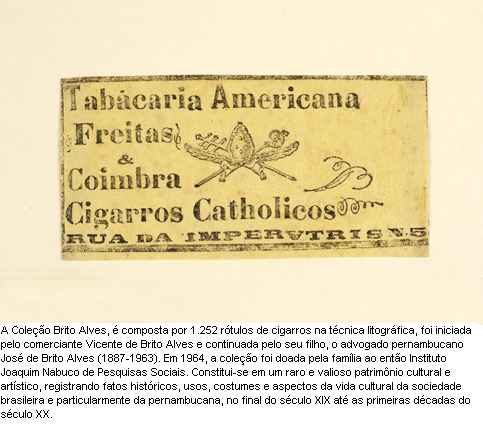 Tabacaria Americana
Freitas
&
Coimbra
Cigarros Catholicos
RUA DA IMPERVTRIS N.5
A Coleção Brito Alves, é composta por 1.252 rótulos de cigarros na técnica litográfica, foi iniciada
pelo comerciante Vicente de Brito Alves e continuada pelo seu filho, o advogado pernambucano
José de Brito Alves (1887-1963). Em 1964, a coleção foi doada pela família ao então Instituto
Joaquim Nabuco de Pesquisas Sociais. Constitui-se em um raro e valioso patrimônio cultural e
artístico, registrando fatos históricos, usos, costumes e aspectos da vida cultural da sociedade
brasileira e particularmente da pernambucana, no final do século XIX até as primeiras décadas do
século XX.